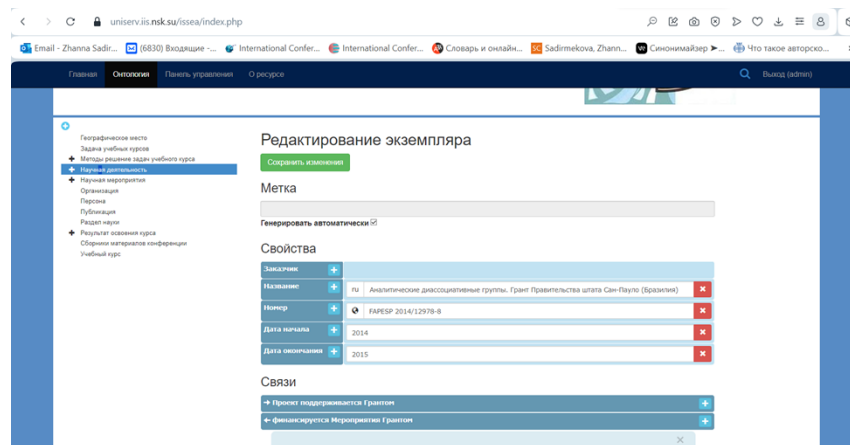 uniserv.iis.nsk.su/issea/index.php
Email - Zhanna Sadir... (6830) Входящие -... International Confer... International Confer... Словарь и онлайн... SC Sadirmekova, Zhann... W Синонимайзер ➤... Что такое авторско...
Главная Онтология Панель управления О ресурсе Выход (admin)
Географическое место
Задача учебных курсов
Методы решение задач учебного курса
Научная деятельность
Научная мероприятия
Организация
Персона
Публикация
Раздел науки
Результат освоения курса
Сборники материалов конференции
Учебный курс
Редактирование экземпляра
Сохранить изменения
Метка
Генерировать автоматически
Свойства
Заказчик +
Название + ru Аналитические диассоциативные группы. Грант Правительства штата Сан-Пауло (Бразилия) ×
Номер + FAPESP 2014/12978-8 ×
Дата начала + 2014 ×
Дата окончания + 2015 ×
Связи
→ Проект поддерживается Грантом +
← финансируется Мероприятия Грантом +
×